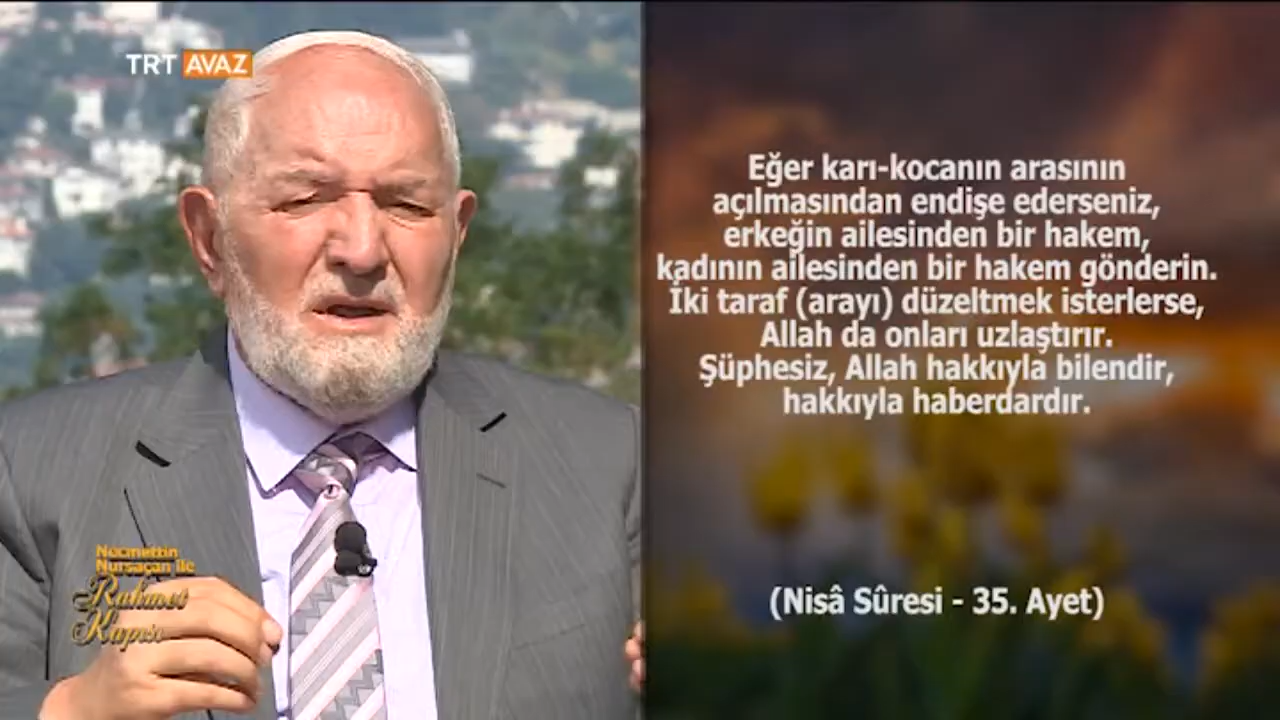 TRT AVAZ
Eğer karı-kocanın arasının
açılmasından endişe ederseniz,
erkeğin ailesinden bir hakem,
kadının ailesinden bir hakem gönderin.
İki taraf (arayı) düzeltmek isterlerse,
Allah da onları uzlaştırır.
Şüphesiz, Allah hakkıyla bilendir,
hakkıyla haberdardır.
(Nisâ Sûresi - 35. Ayet)
Necmettin
Nursaçan ile
Rahmet
Kapısı